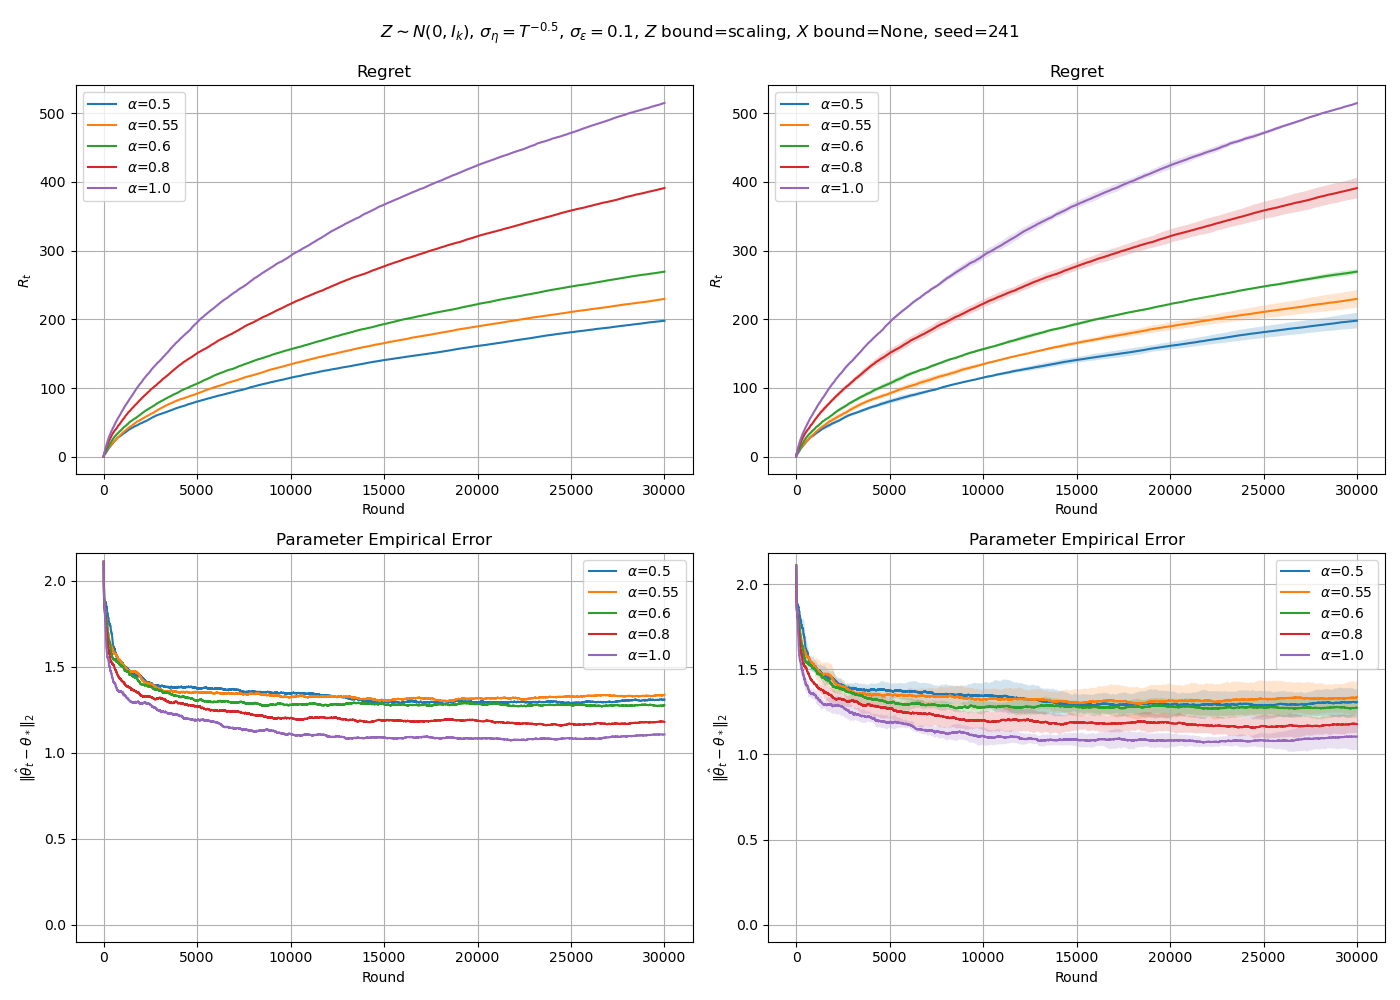 Z ~ N(0, I_k), σ_η = T^{-0.5}, σ_ε = 0.1, Z bound=scaling, X bound=None, seed=241
Regret
α=0.5
α=0.55
α=0.6
α=0.8
α=1.0
500
400
300
200
100
0
R_t
0 5000 10000 15000 20000 25000 30000
Round
Regret
α=0.5
α=0.55
α=0.6
α=0.8
α=1.0
500
400
300
200
100
0
R_t
0 5000 10000 15000 20000 25000 30000
Round
Parameter Empirical Error
α=0.5
α=0.55
α=0.6
α=0.8
α=1.0
2.0
1.5
1.0
0.5
0.0
‖θ̂_t − θ_*‖_2
0 5000 10000 15000 20000 25000 30000
Round
Parameter Empirical Error
α=0.5
α=0.55
α=0.6
α=0.8
α=1.0
2.0
1.5
1.0
0.5
0.0
‖θ̂_t − θ_*‖_2
0 5000 10000 15000 20000 25000 30000
Round